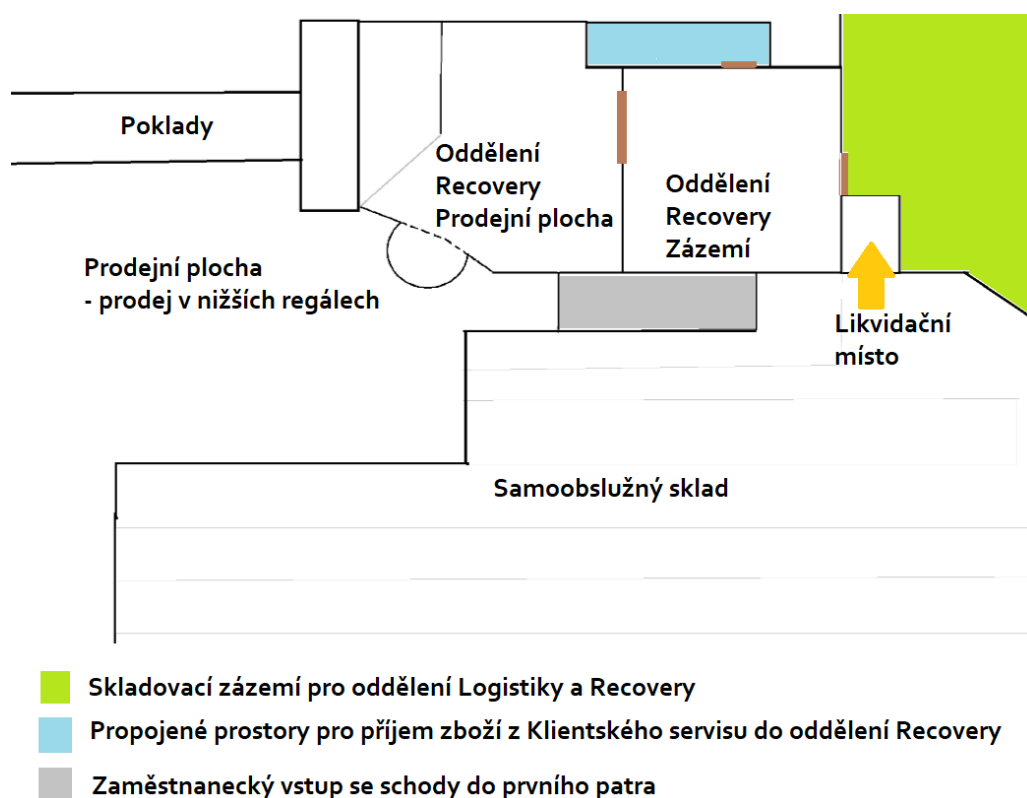 Poklady
Oddělení
Recovery
Prodejní plocha
Oddělení
Recovery
Zázemí
Prodejní plocha
- prodej v nižších regálech
Likvidační
místo
Samoobslužný sklad
Skladovací zázemí pro oddělení Logistiky a Recovery
Propojené prostory pro příjem zboží z Klientského servisu do oddělení Recovery
Zaměstnanecký vstup se schody do prvního patra